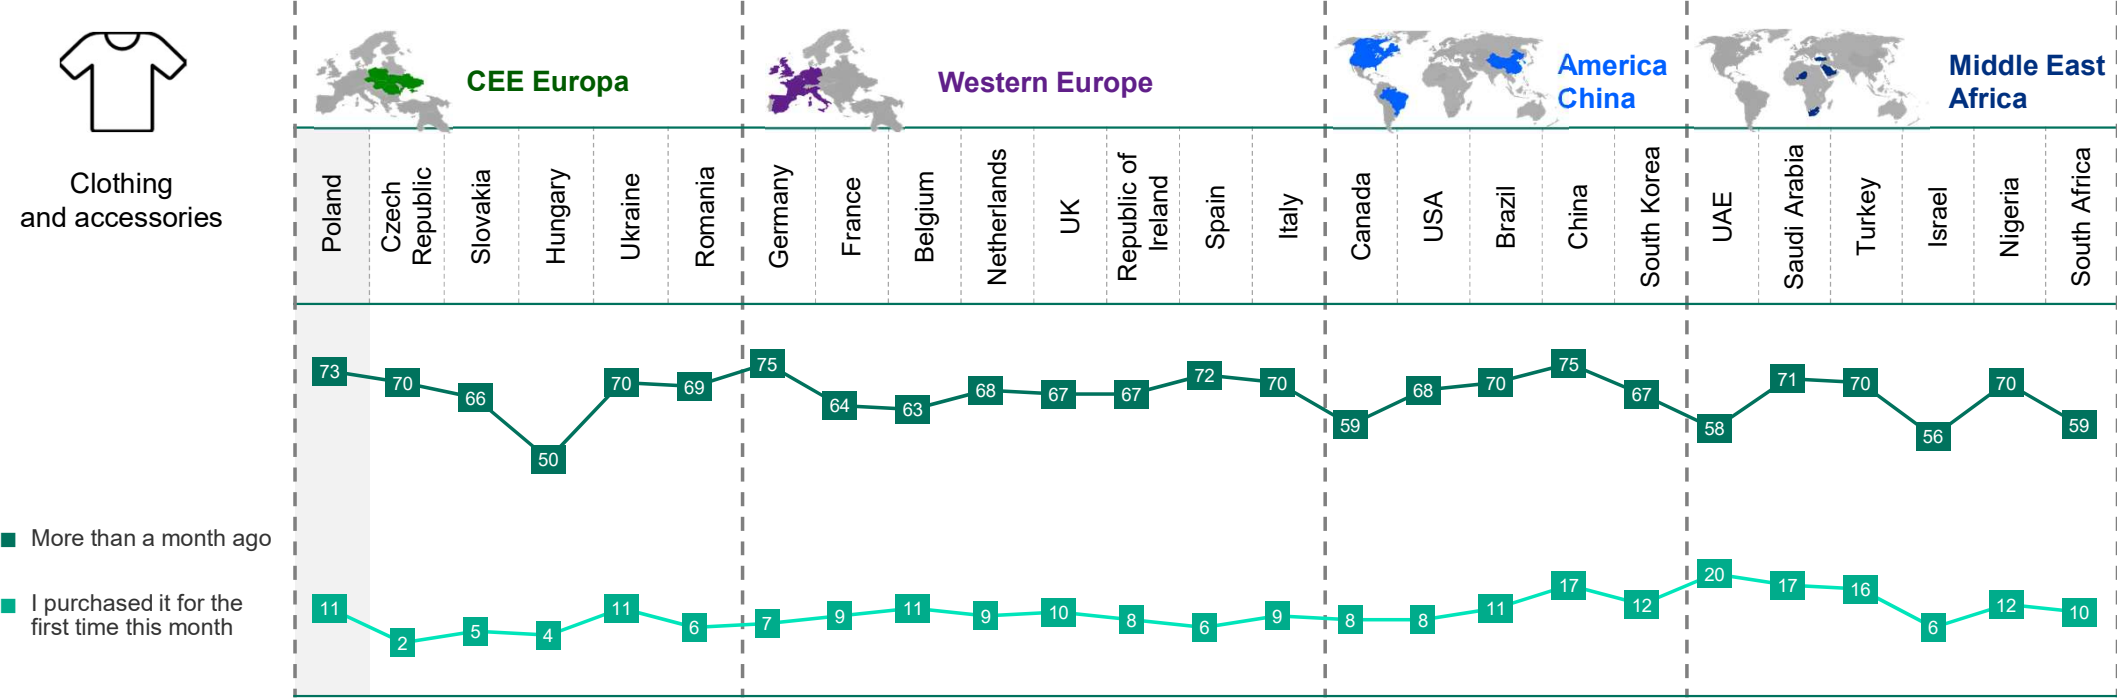 CEE Europa
Western Europe
America
China
Middle East
Africa
Clothing
and accessories
Poland
Czech
Republic
Slovakia
Hungary
Ukraine
Romania
Germany
France
Belgium
Netherlands
UK
Republic of
Ireland
Spain
Italy
Canada
USA
Brazil
China
South Korea
UAE
Saudi Arabia
Turkey
Israel
Nigeria
South Africa
73 70 66 50 70 69 75 64 63 68 67 67 72 70 59 68 70 75 67 58 71 70 56 70 59
More than a month ago
I purchased it for the
first time this month
11 2 5 4 11 6 7 9 11 9 10 8 6 9 8 8 11 17 12 20 17 16 6 12 10